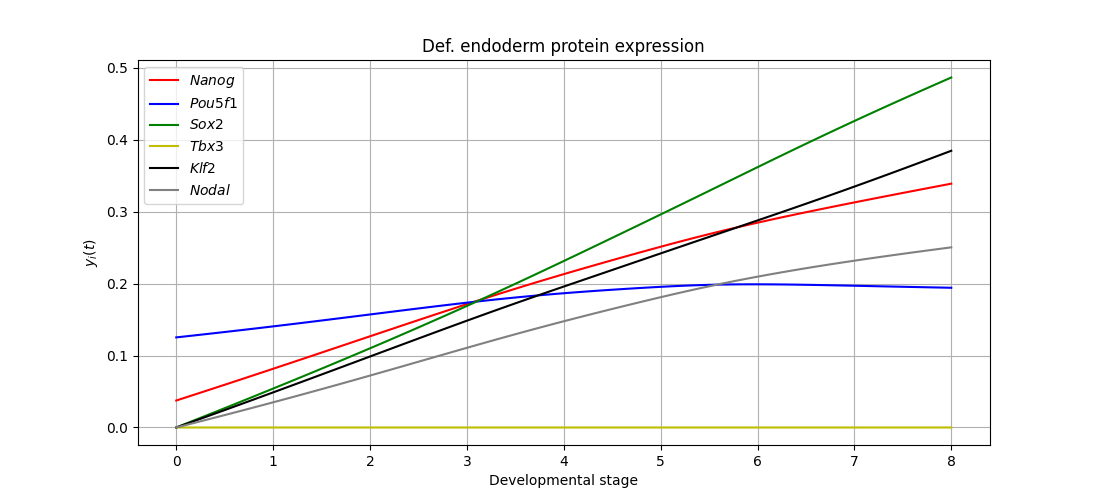 Def. endoderm protein expression
0.5
0.4
0.3
0.2
0.1
0.0
y_i(t)
Nanog
Pou5f1
Sox2
Tbx3
Klf2
Nodal
0 1 2 3 4 5 6 7 8
Developmental stage